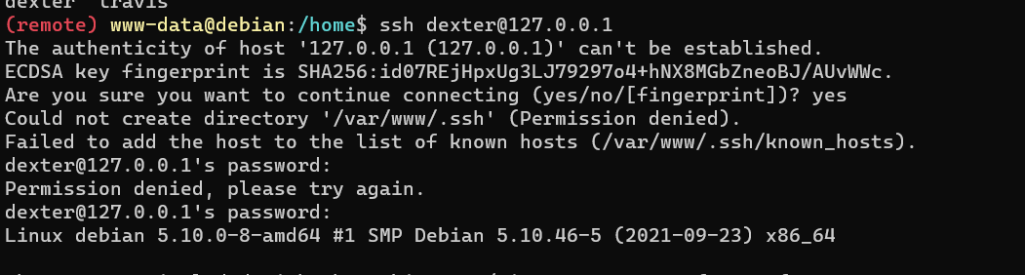 dexter travis
(remote) www-data@debian:/home$ ssh dexter@127.0.0.1
The authenticity of host '127.0.0.1 (127.0.0.1)' can't be established.
ECDSA key fingerprint is SHA256:id07REjHpxUg3LJ79297o4+hNX8MGbZneoBJ/AUvWWc.
Are you sure you want to continue connecting (yes/no/[fingerprint])? yes
Could not create directory '/var/www/.ssh' (Permission denied).
Failed to add the host to the list of known hosts (/var/www/.ssh/known_hosts).
dexter@127.0.0.1's password:
Permission denied, please try again.
dexter@127.0.0.1's password:
Linux debian 5.10.0-8-amd64 #1 SMP Debian 5.10.46-5 (2021-09-23) x86_64